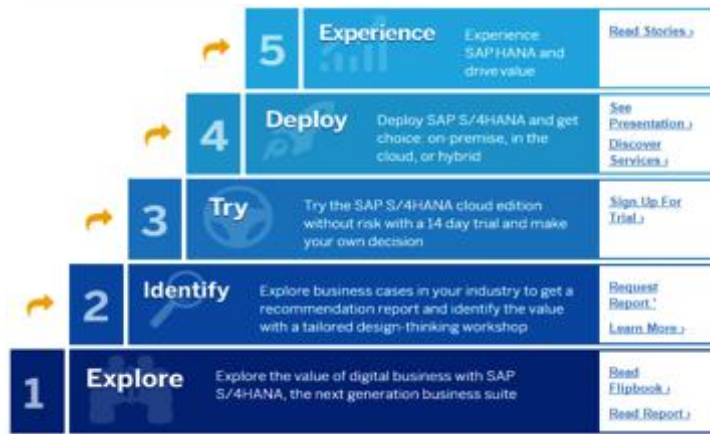 5
Experience
Experience
SAP HANA and
drive value
Read Stories ›
4
Deploy
Deploy SAP S/4HANA and get
choice: on-premise, in the
cloud, or hybrid
See
Presentation ›
Discover
Services ›
3
Try
Try the SAP S/4HANA cloud edition
without risk with a 14 day trial and make
your own decision
Sign Up For
Trial ›
2
Identify
Explore business cases in your industry to get a
recommendation report and identify the value
with a tailored design-thinking workshop
Request
Report ’
Learn More ›
1
Explore
Explore the value of digital business with SAP
S/4HANA, the next generation business suite
Read
Flipbook ›
Read Report ›